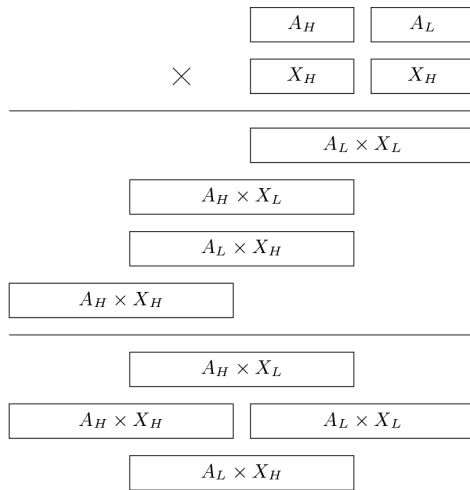 A_H A_L
× X_H X_H
A_L × X_L
A_H × X_L
A_L × X_H
A_H × X_H
A_H × X_L
A_H × X_H A_L × X_L
A_L × X_H